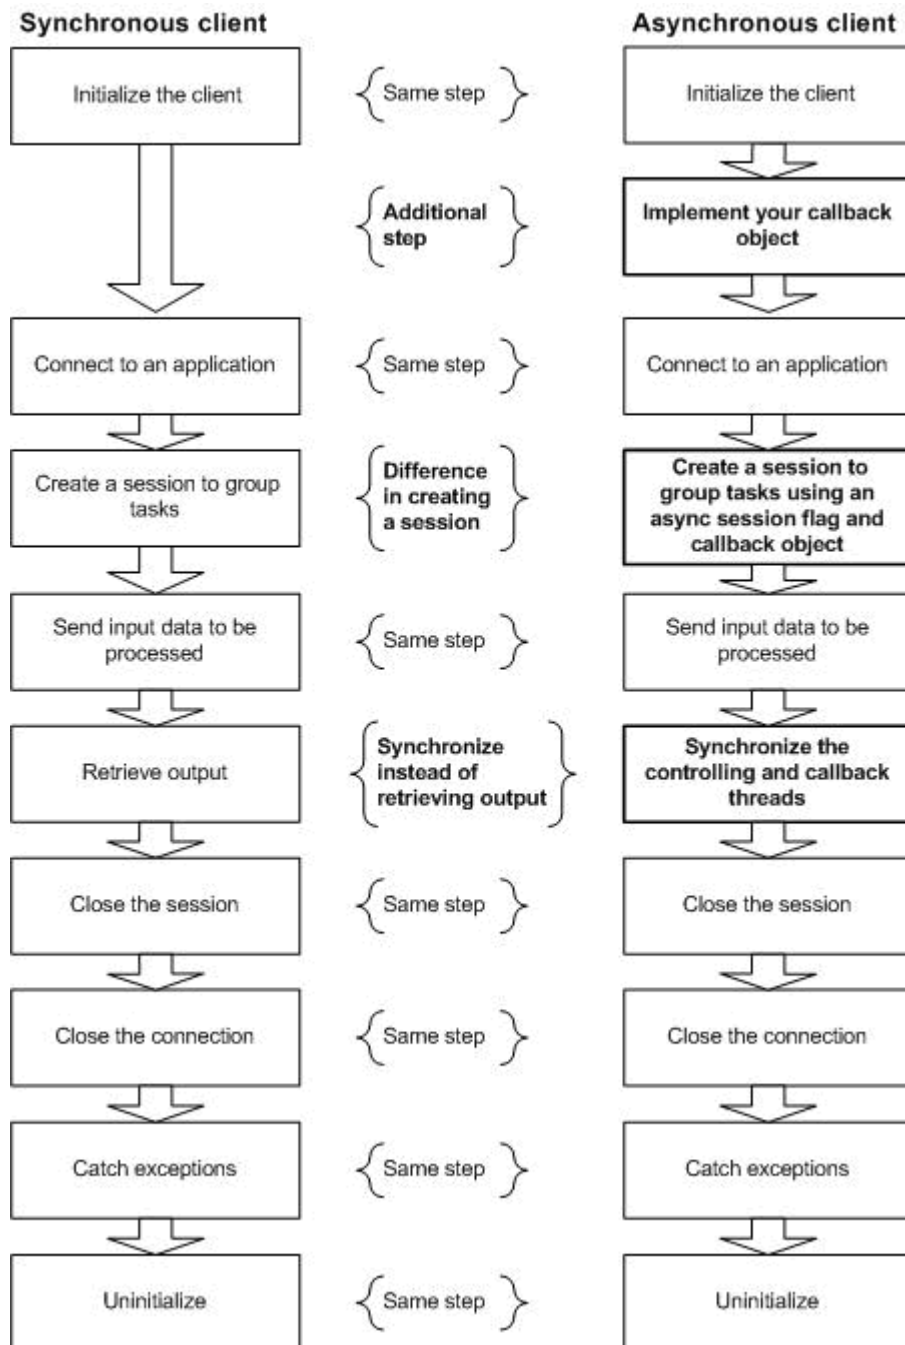 Synchronous client
Asynchronous client
Initialize the client
Same step
Initialize the client
Additional
step
Implement your callback
object
Connect to an application
Same step
Connect to an application
Create a session to group
tasks
Difference
in creating
a session
Create a session to
group tasks using an
async session flag and
callback object
Send input data to be
processed
Same step
Send input data to be
processed
Retrieve output
Synchronize
instead of
retrieving output
Synchronize the
controlling and callback
threads
Close the session
Same step
Close the session
Close the connection
Same step
Close the connection
Catch exceptions
Same step
Catch exceptions
Uninitialize
Same step
Uninitialize